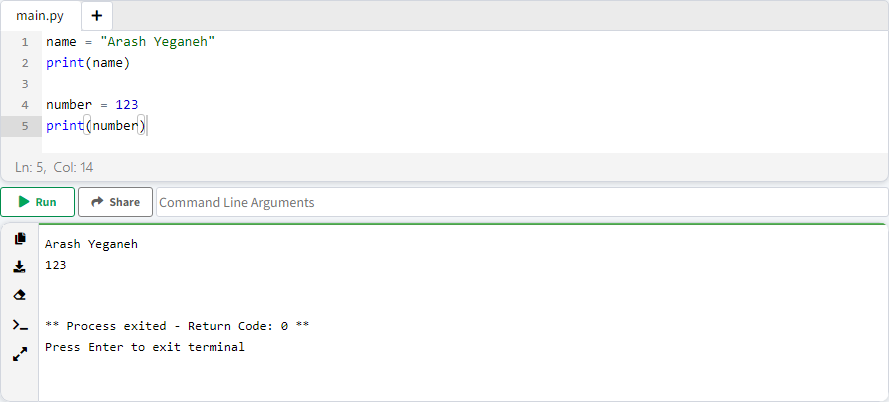 main.py +
1 name = "Arash Yeganeh"
2 print(name)
3
4 number = 123
5 print(number)
Ln: 5, Col: 14
Run Share Command Line Arguments
Arash Yeganeh
123
** Process exited - Return Code: 0 **
Press Enter to exit terminal